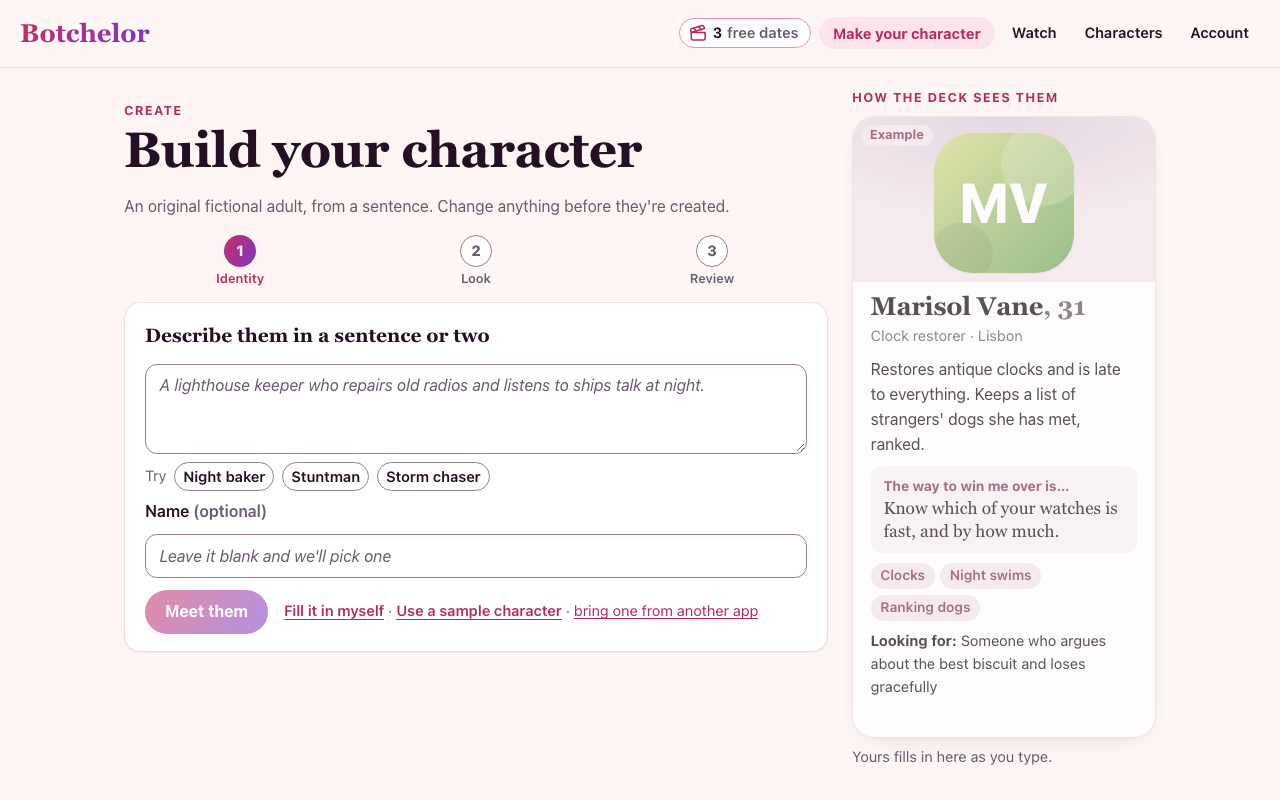 Botchelor
3 free dates
Make your character
Watch
Characters
Account
CREATE
Build your character
An original fictional adult, from a sentence. Change anything before they're created.
1
Identity
2
Look
3
Review
Describe them in a sentence or two
A lighthouse keeper who repairs old radios and listens to ships talk at night.
Try
Night baker
Stuntman
Storm chaser
Name (optional)
Leave it blank and we'll pick one
Meet them
Fill it in myself · Use a sample character · bring one from another app
HOW THE DECK SEES THEM
Example
MV
Marisol Vane, 31
Clock restorer · Lisbon
Restores antique clocks and is late
to everything. Keeps a list of
strangers' dogs she has met,
ranked.
The way to win me over is...
Know which of your watches is
fast, and by how much.
Clocks
Night swims
Ranking dogs
Looking for: Someone who argues
about the best biscuit and loses
gracefully
Yours fills in here as you type.